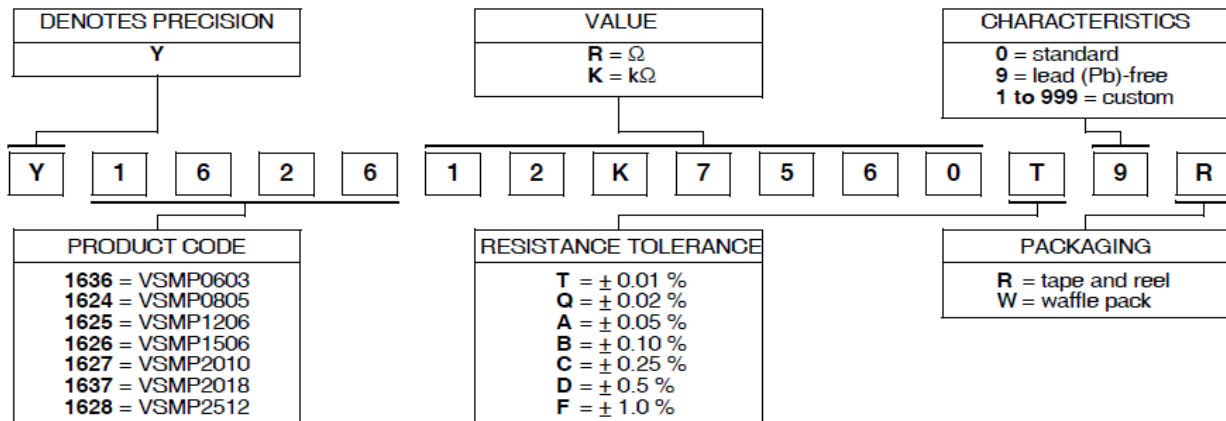 DENOTES PRECISION
Y
VALUE
R = Ω
K = kΩ
CHARACTERISTICS
0 = standard
9 = lead (Pb)-free
1 to 999 = custom
Y 1 6 2 6 1 2 K 7 5 6 0 T 9 R
PRODUCT CODE
1636 = VSMP0603
1624 = VSMP0805
1625 = VSMP1206
1626 = VSMP1506
1627 = VSMP2010
1637 = VSMP2018
1628 = VSMP2512
RESISTANCE TOLERANCE
T = ± 0.01 %
Q = ± 0.02 %
A = ± 0.05 %
B = ± 0.10 %
C = ± 0.25 %
D = ± 0.5 %
F = ± 1.0 %
PACKAGING
R = tape and reel
W = waffle pack